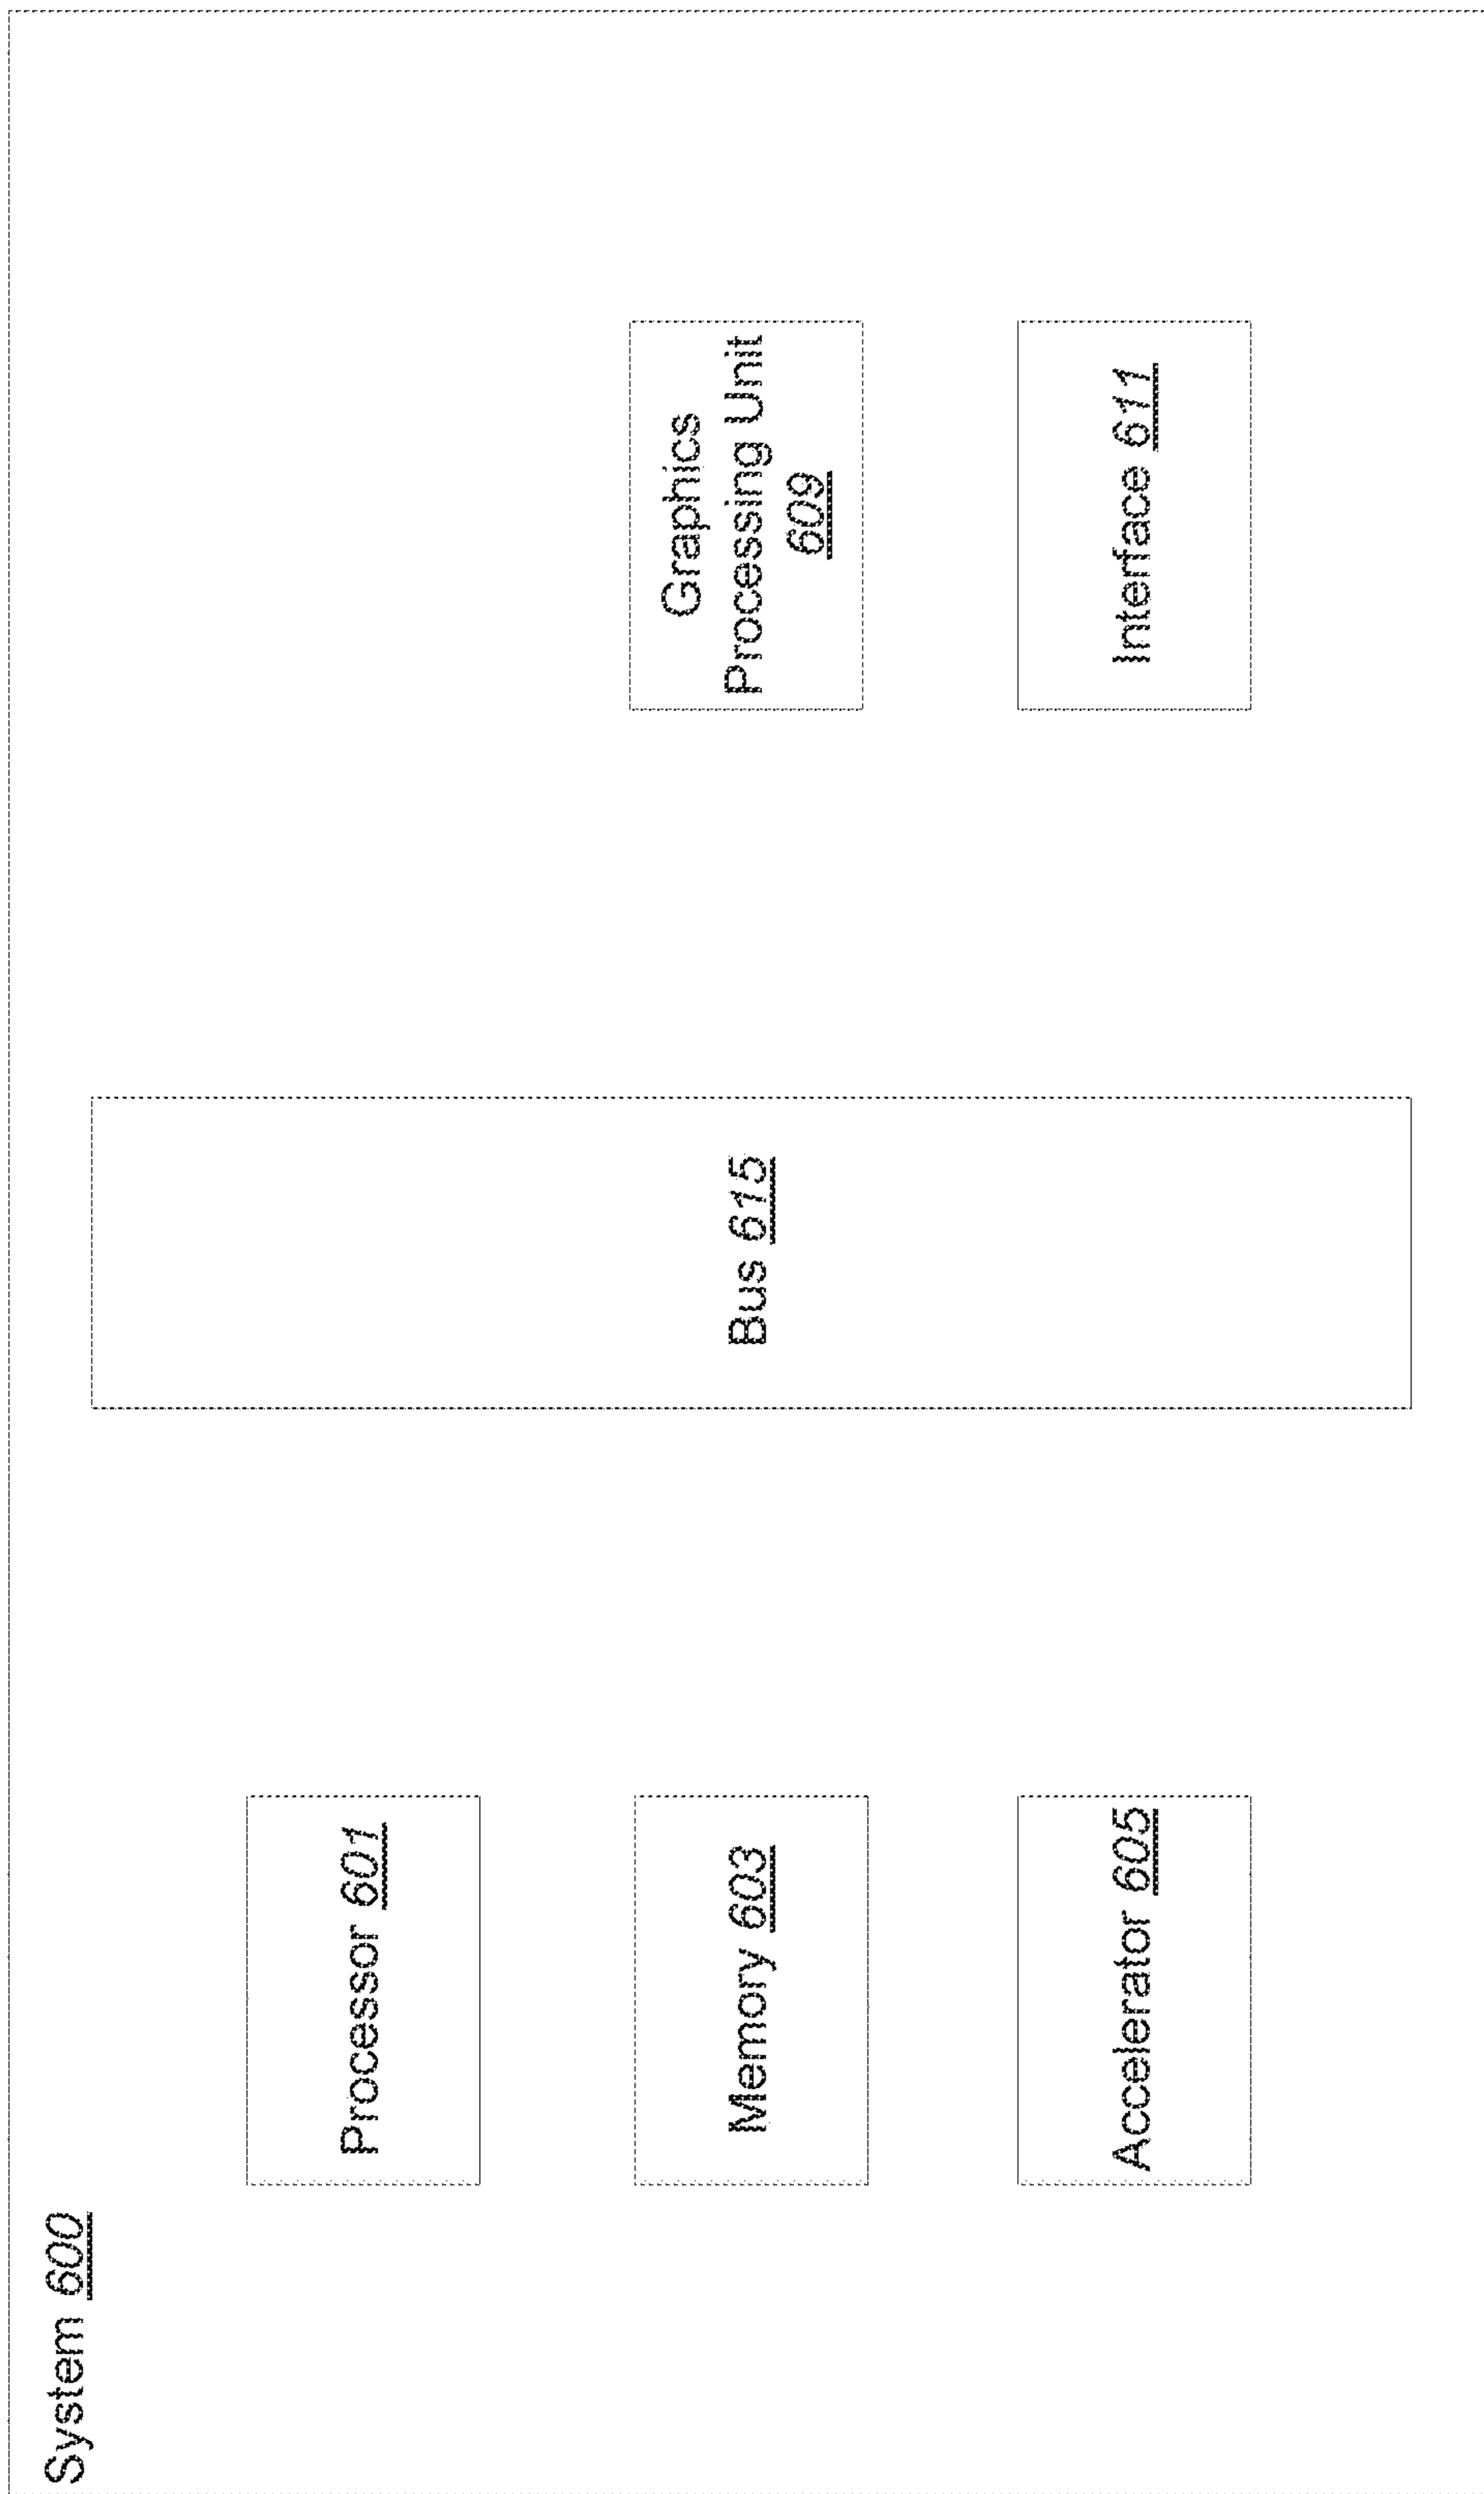 System 600
Processor 601
Memory 603
Accelerator 605
Bus 615
Graphics
Processing Unit
609
Interface 611